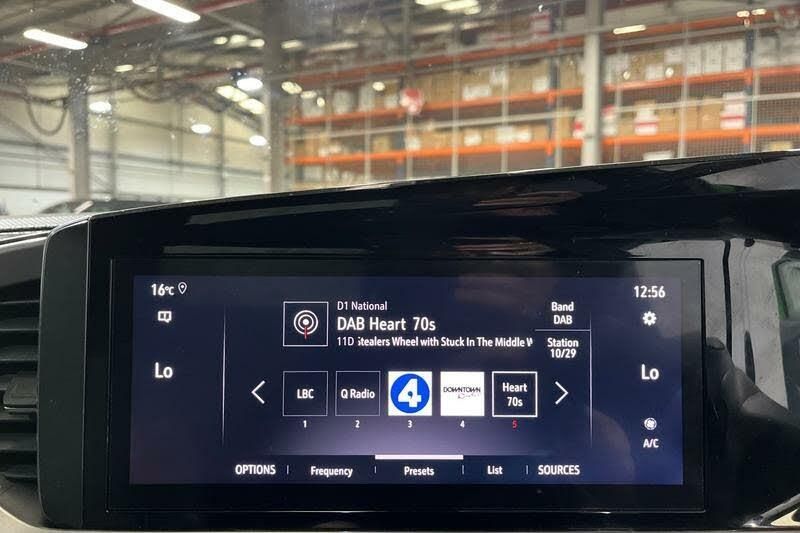 16°C
12:56
D1 National
DAB Heart 70s
11D Stealers Wheel with Stuck In The Middle W
Band
DAB
Station
10/29
Lo
Lo
LBC
Q Radio
4
DOWNTOWN
Heart
70s
1
2
3
4
5
A/C
OPTIONS
Frequency
Presets
List
SOURCES